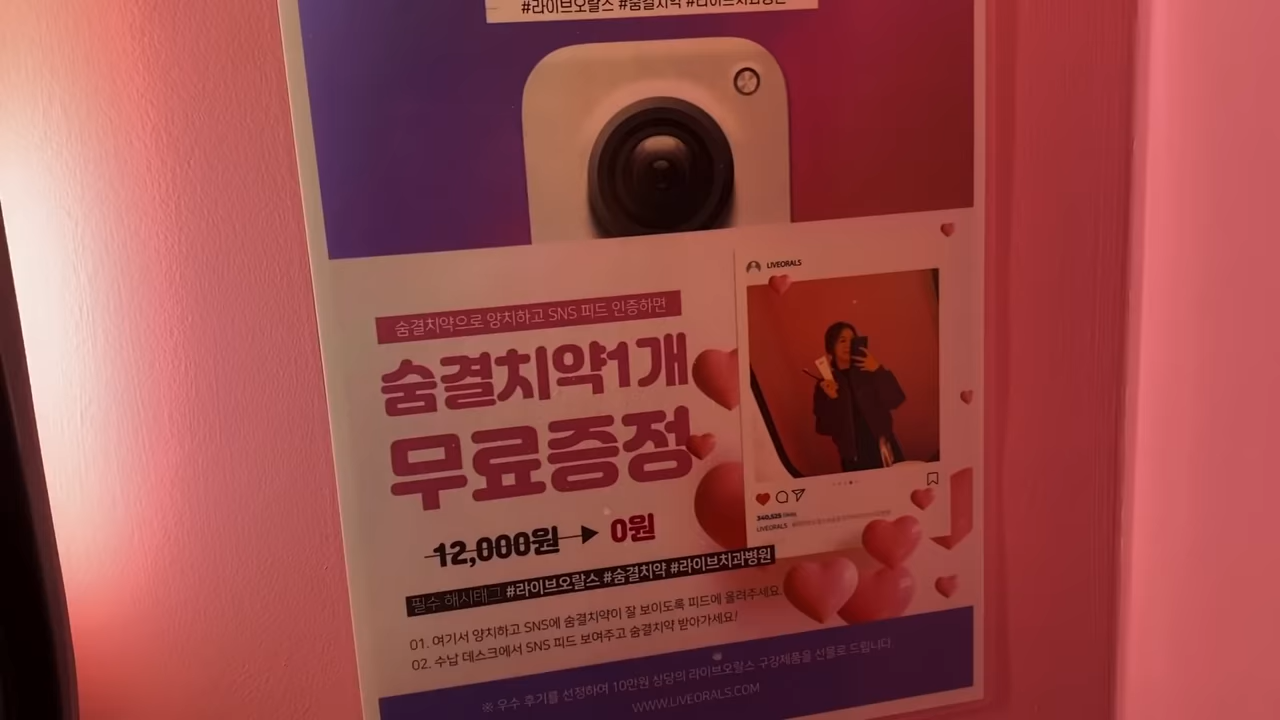 #라이브오랄스 #숨결치약 #라이브치과병원
LIVEORALS
숨결치약으로 양치하고 SNS 피드 인증하면
숨결치약1개
무료증정
12,000원 0원
LIVEORALS
필수 해시태그 #라이브오랄스 #숨결치약 #라이브치과병원
01. 여기서 양치하고 SNS에 숨결치약이 잘 보이도록 피드에 올려주세요.
02. 수납 데스크에서 SNS 피드 보여주고 숨결치약 받아가세요!
※ 우수 후기를 선정하여 10만원 상당의 라이브오랄스 구강제품을 선물로 드립니다.
WWW.LIVEORALS.COM